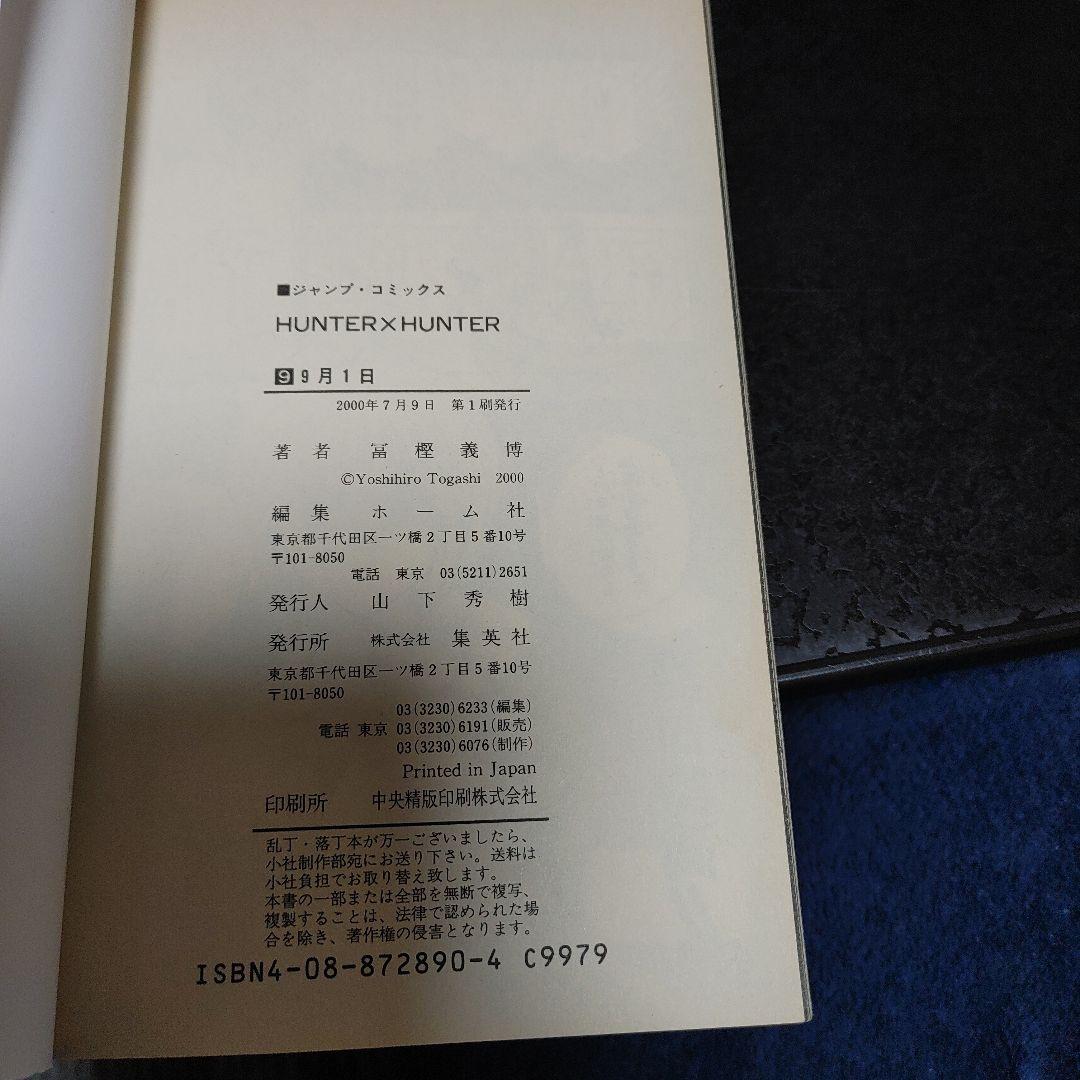 ■ジャンプ・コミックス
HUNTER×HUNTER
9 9月1日
2000年7月9日 第1刷発行
著者 冨樫義博
©Yoshihiro Togashi 2000
編集 ホーム社
東京都千代田区一ツ橋2丁目5番10号
〒101-8050
電話 東京 03(5211)2651
発行人 山下秀樹
発行所 株式会社 集英社
東京都千代田区一ツ橋2丁目5番10号
〒101-8050
03(3230)6233(編集)
電話 東京 03(3230)6191(販売)
03(3230)6076(制作)
Printed in Japan
印刷所 中央精版印刷株式会社
乱丁・落丁本が万一ございましたら、
小社制作部宛にお送り下さい。送料は
小社負担でお取り替え致します。
本書の一部または全部を無断で複写、
複製することは、法律で認められた場
合を除き、著作権の侵害となります。
ISBN4-08-872890-4 C9979